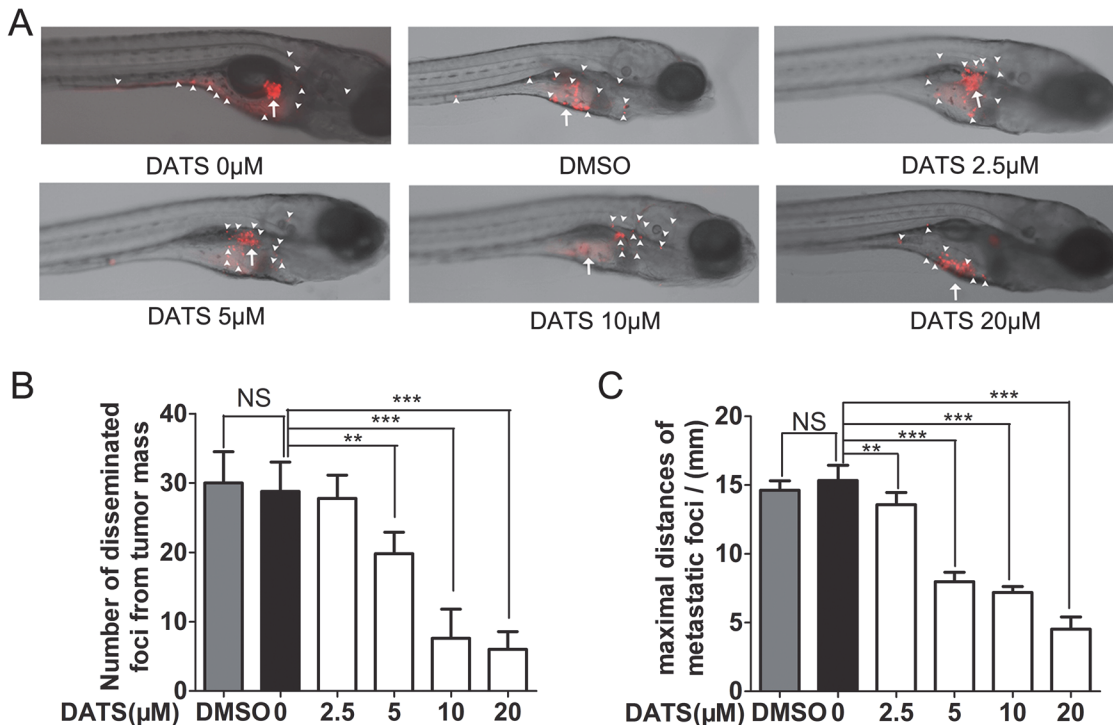 A
DATS 0μM
DMSO
DATS 2.5μM
DATS 5μM
DATS 10μM
DATS 20μM
B
Number of disseminated
foci from tumor mass
40
30
20
10
0
NS
**
***
***
DATS(μM) DMSO 0 2.5 5 10 20
C
maximal distances of
metastatic foci / (mm)
20
15
10
5
0
NS
**
***
***
***
DATS(μM) DMSO 0 2.5 5 10 20